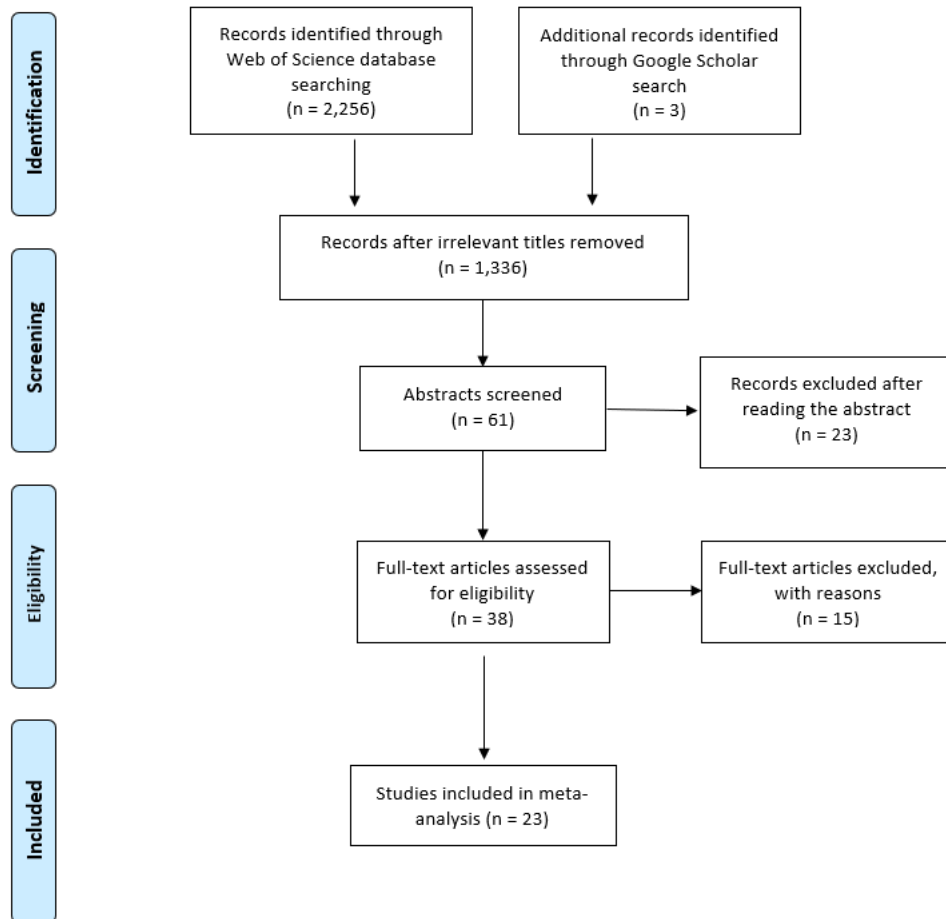 Identification
Records identified through
Web of Science database
searching
(n = 2,256)
Additional records identified
through Google Scholar
search
(n = 3)
Screening
Records after irrelevant titles removed
(n = 1,336)
Abstracts screened
(n = 61)
Records excluded after
reading the abstract
(n = 23)
Eligibility
Full-text articles assessed
for eligibility
(n = 38)
Full-text articles excluded,
with reasons
(n = 15)
Included
Studies included in meta-
analysis (n = 23)